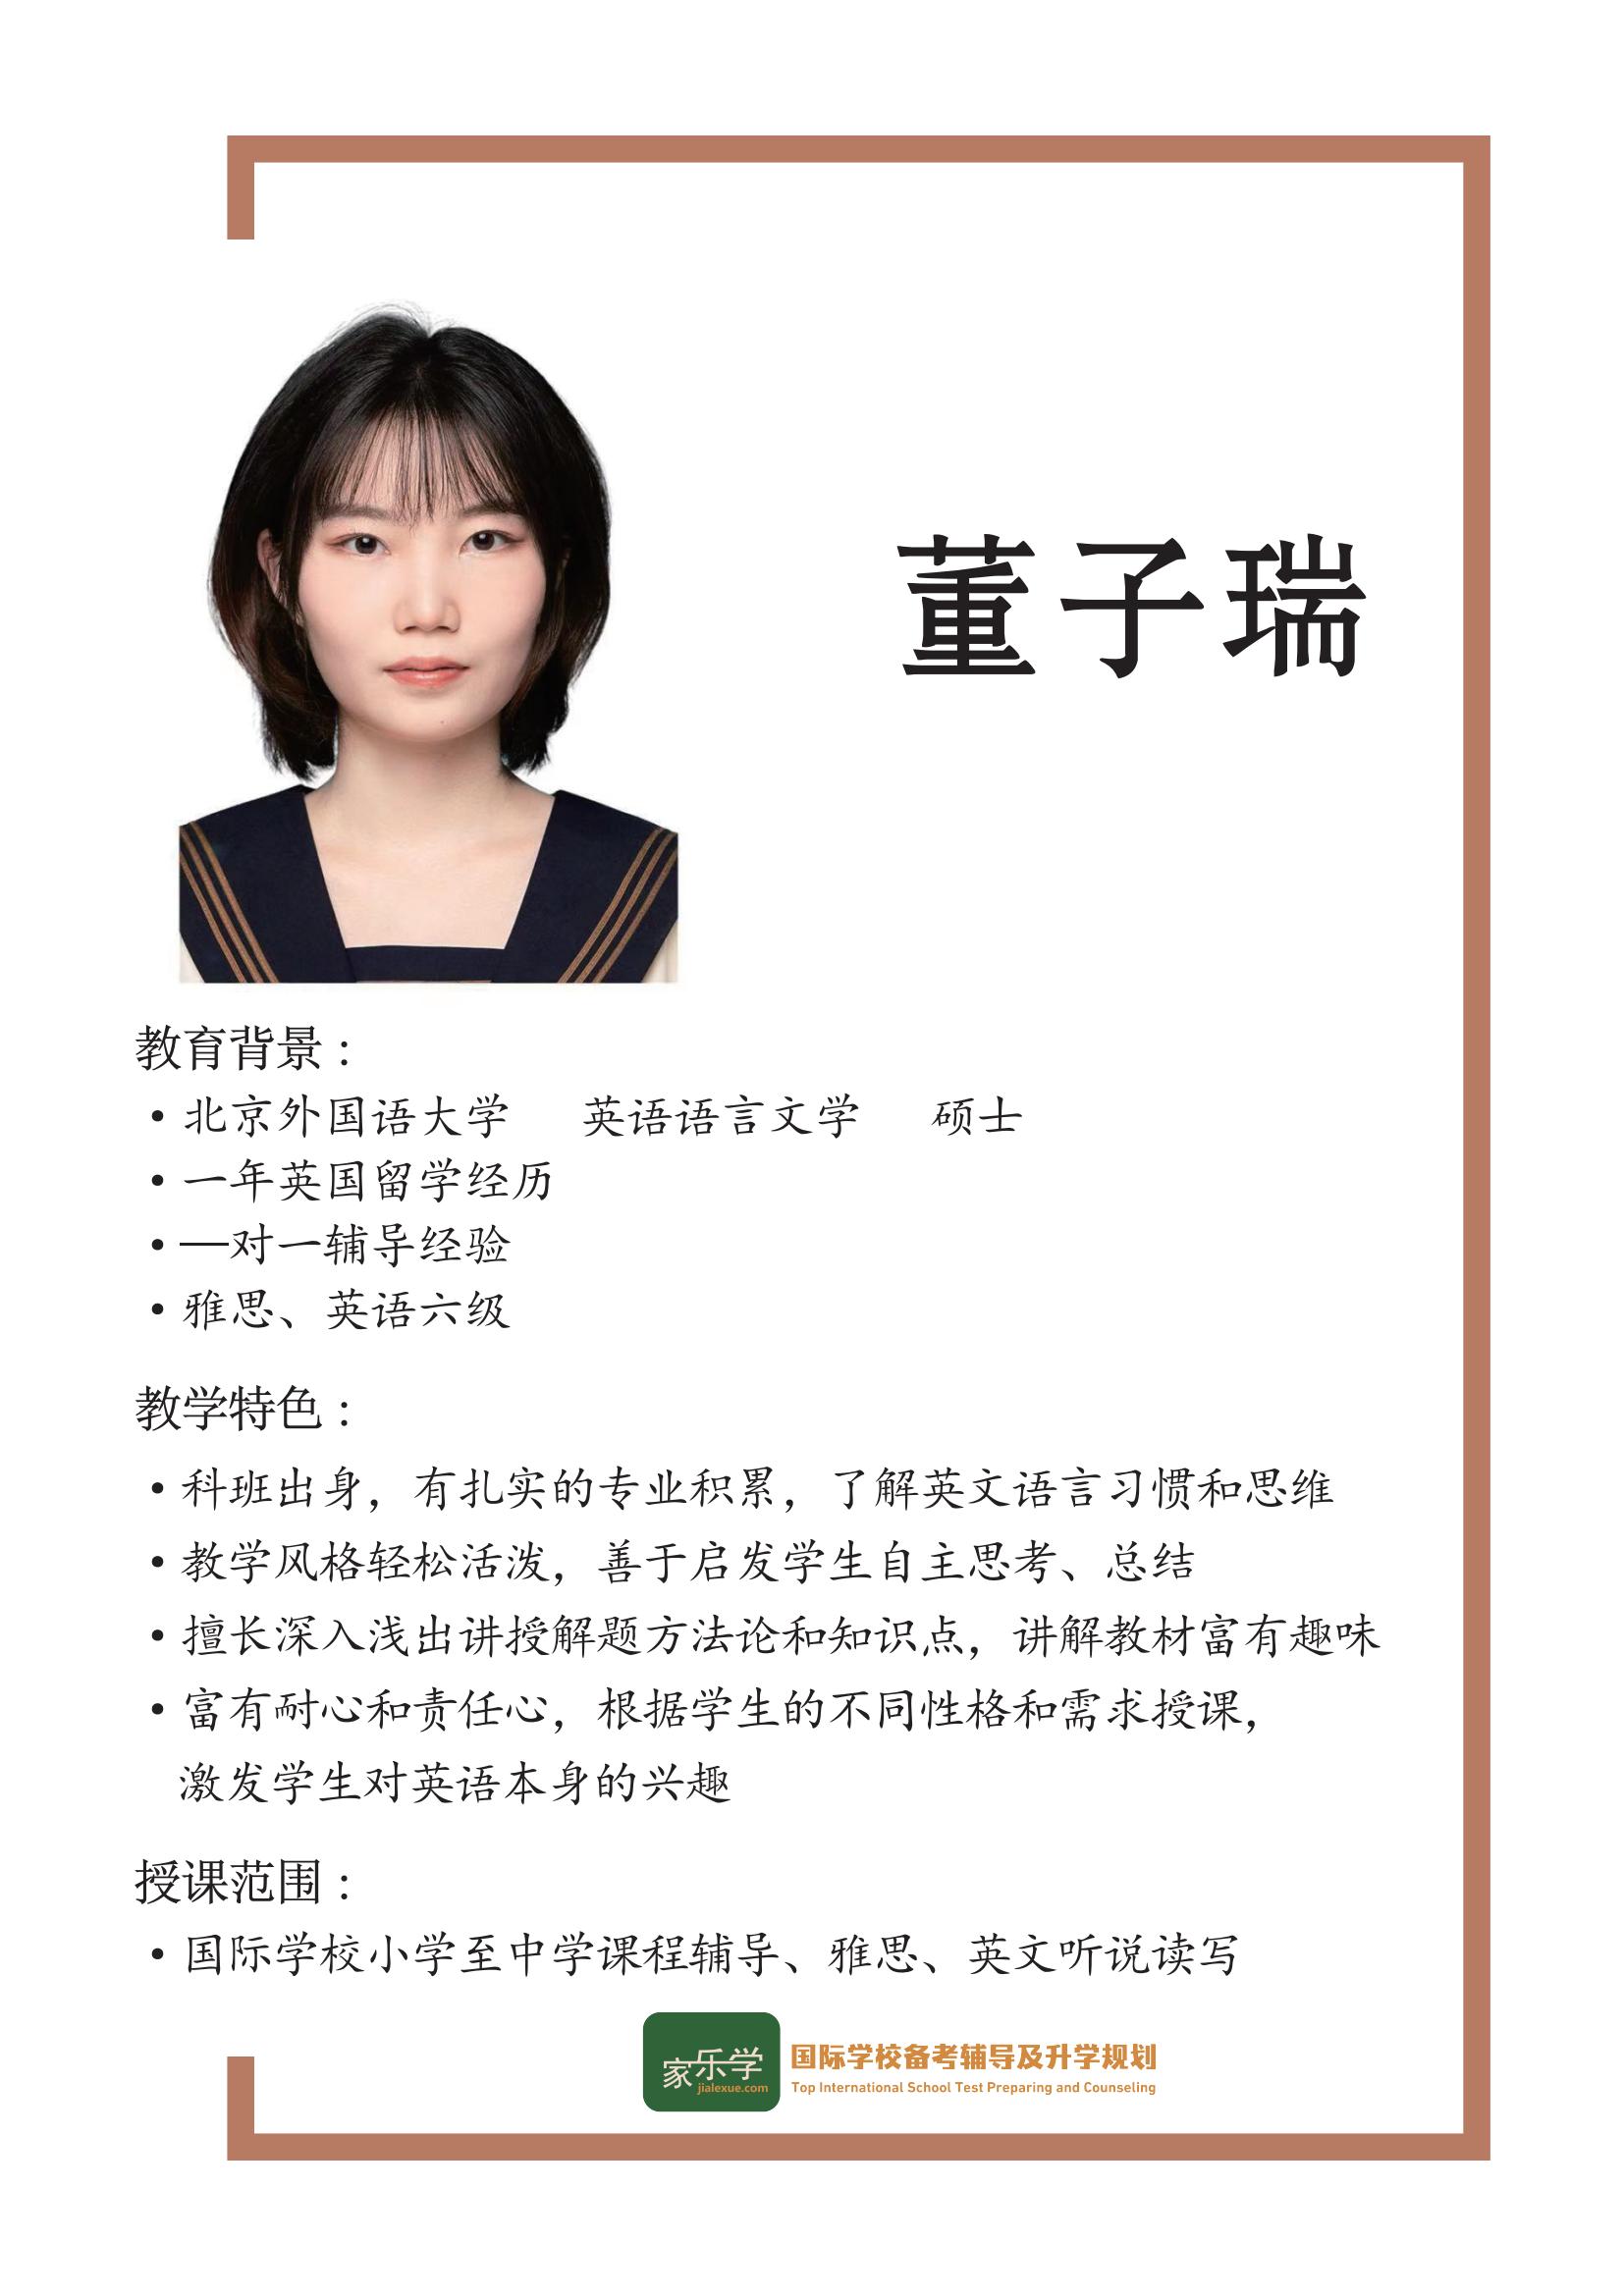 董子瑞
教育背景：
• 北京外国语大学 英语语言文学 硕士
• 一年英国留学经历
• 一对一辅导经验
• 雅思、英语六级
教学特色：
• 科班出身，有扎实的专业积累，了解英文语言习惯和思维
• 教学风格轻松活泼，善于启发学生自主思考、总结
• 擅长深入浅出讲授解题方法论和知识点，讲解教材富有趣味
• 富有耐心和责任心，根据学生的不同性格和需求授课，
激发学生对英语本身的兴趣
授课范围：
• 国际学校小学至中学课程辅导、雅思、英文听说读写
家乐学
jialexue.com
国际学校备考辅导及升学规划
Top International School Test Preparing and Counseling